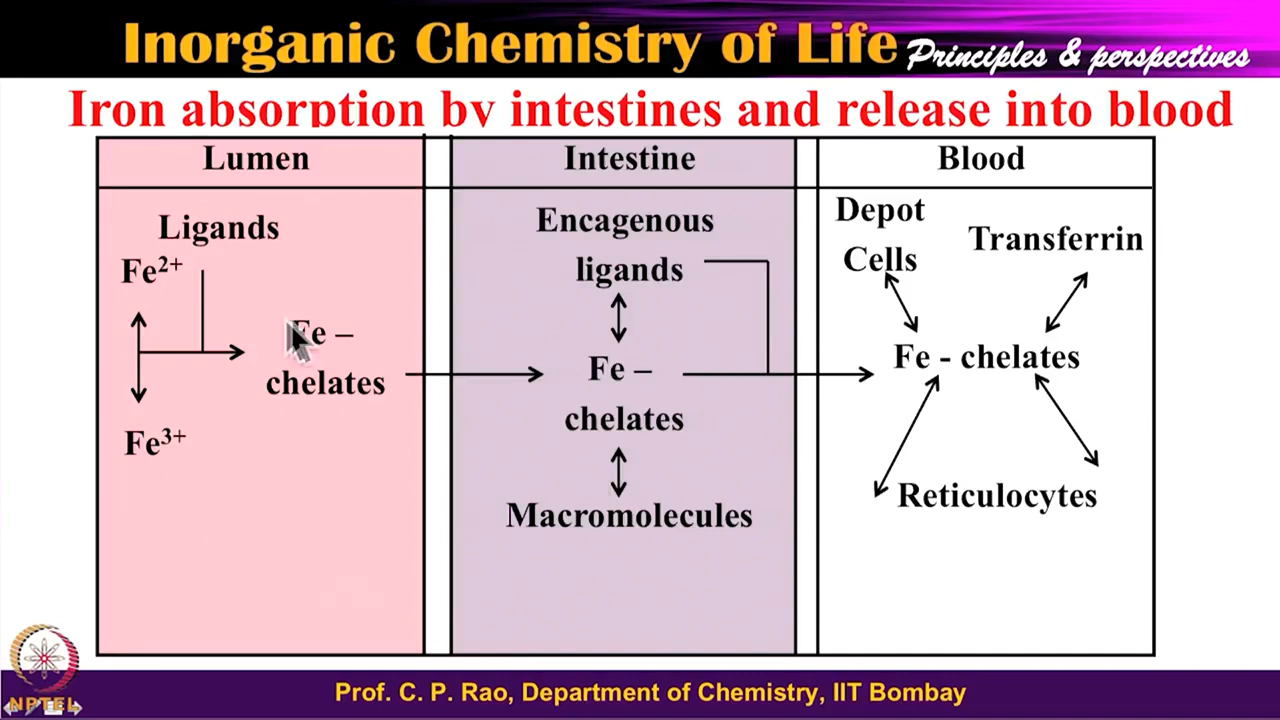 Inorganic Chemistry of Life Principles & perspectives
Iron absorption by intestines and release into blood
Lumen
Ligands
Fe2+
Fe –
chelates
Fe3+
Intestine
Encagenous
ligands
Fe –
chelates
Macromolecules
Blood
Depot
Cells
Transferrin
Fe - chelates
Reticulocytes
NPTEL
Prof. C. P. Rao, Department of Chemistry, IIT Bombay